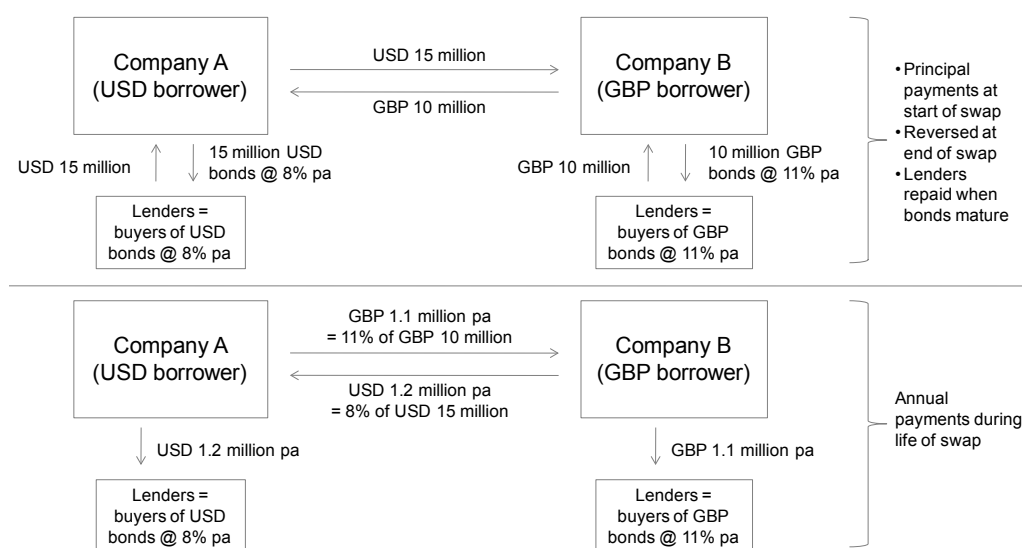 Company A
(USD borrower)
USD 15 million
GBP 10 million
Company B
(GBP borrower)
USD 15 million
15 million USD
bonds @ 8% pa
GBP 10 million
10 million GBP
bonds @ 11% pa
Lenders =
buyers of USD
bonds @ 8% pa
Lenders =
buyers of GBP
bonds @ 11% pa
• Principal
payments at
start of swap
• Reversed at
end of swap
• Lenders
repaid when
bonds mature
Company A
(USD borrower)
GBP 1.1 million pa
= 11% of GBP 10 million
USD 1.2 million pa
= 8% of USD 15 million
Company B
(GBP borrower)
USD 1.2 million pa
GBP 1.1 million pa
Lenders =
buyers of USD
bonds @ 8% pa
Lenders =
buyers of GBP
bonds @ 11% pa
Annual
payments during
life of swap